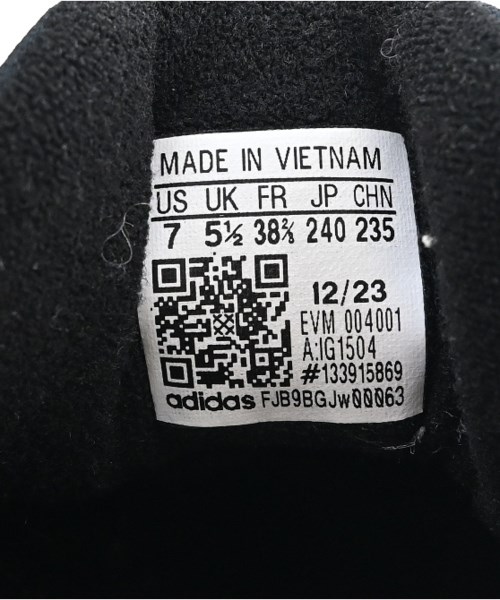 MADE IN VIETNAM
US UK FR JP CHN
7 5½ 38⅔ 240 235
12/23
EVM 004001
A:IG1504
#133915869
adidas FJB9BGJw00063